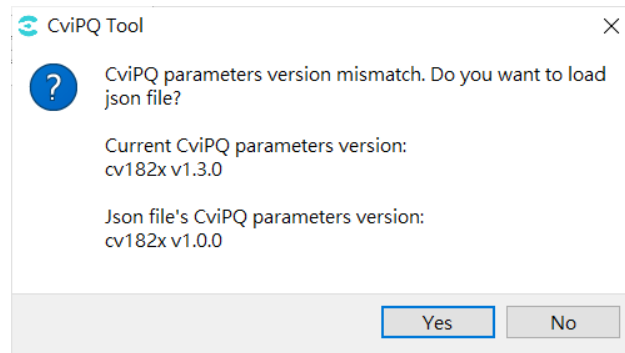 CviPQ Tool
CviPQ parameters version mismatch. Do you want to load
json file?
Current CviPQ parameters version:
cv182x v1.3.0
Json file's CviPQ parameters version:
cv182x v1.0.0
Yes
No